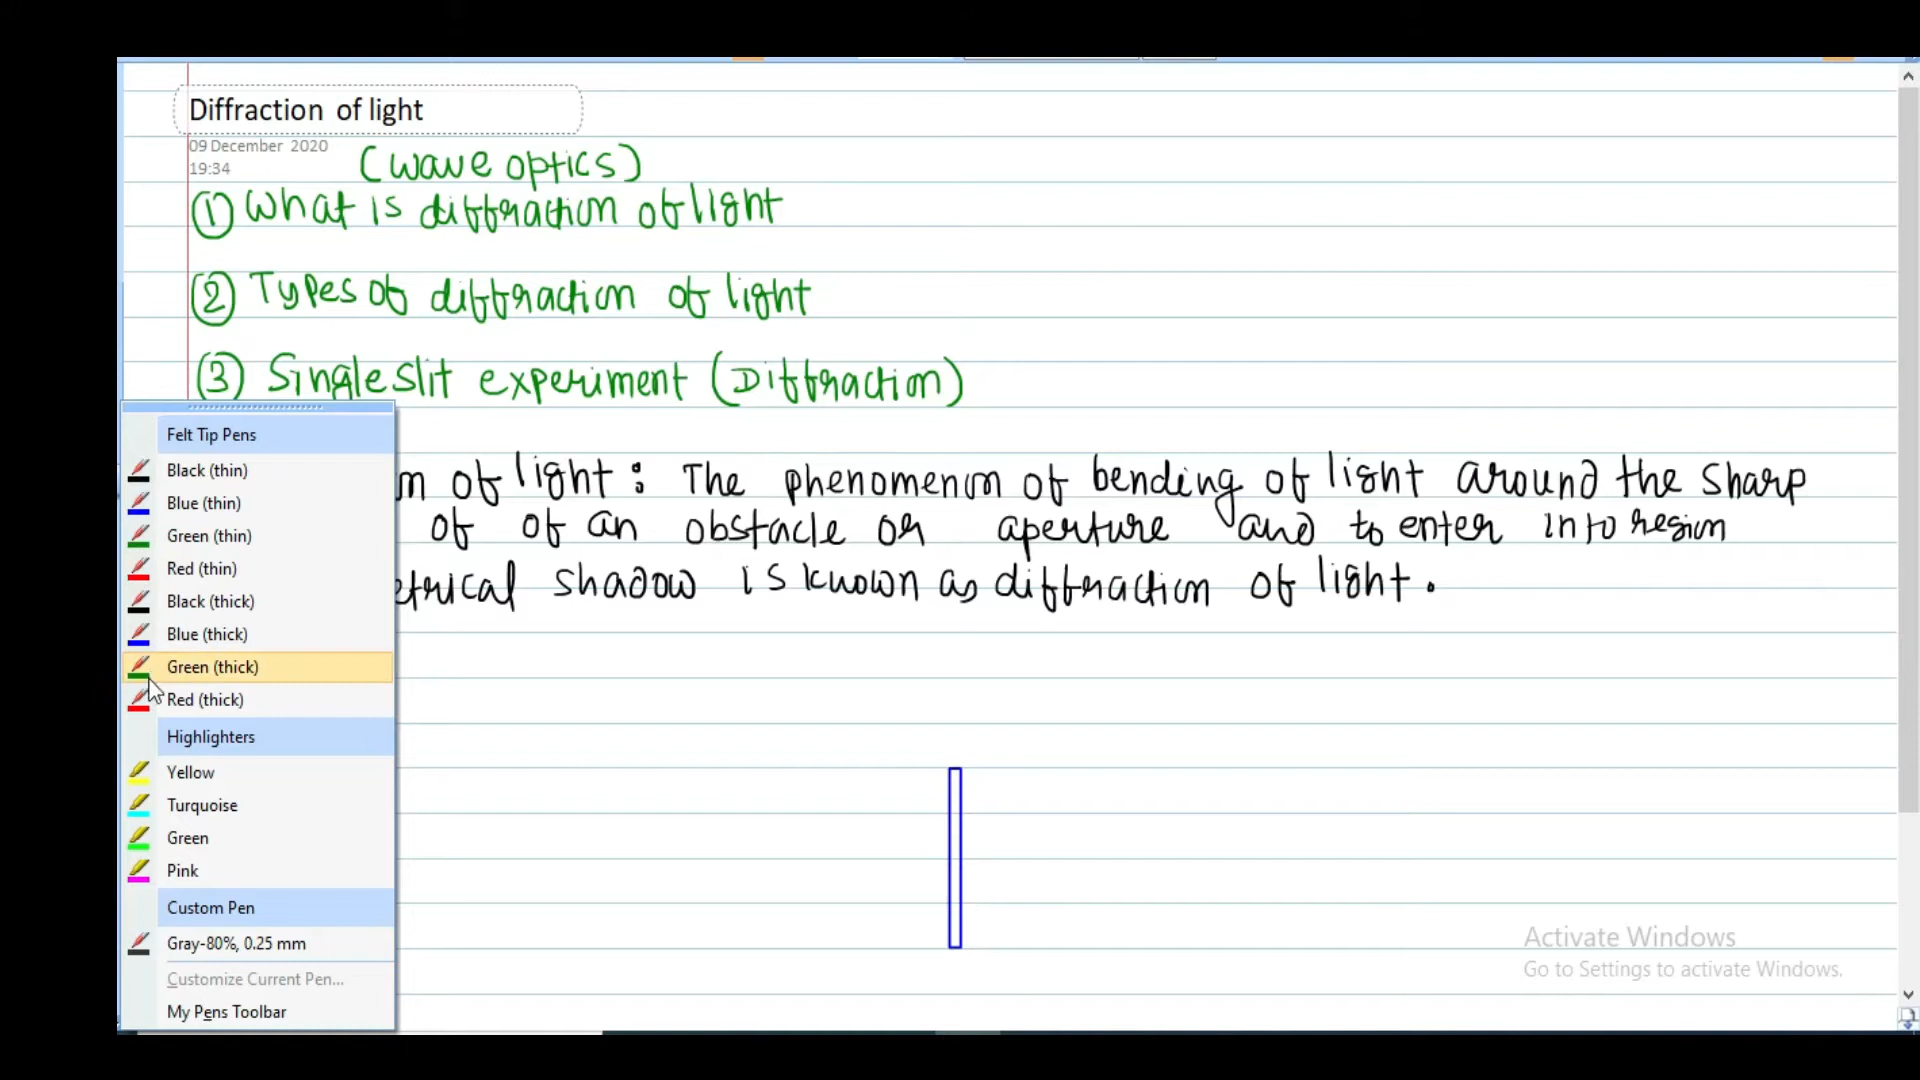 Diffraction of light
09 December 2020
19:34
(wave optics)
① What is diffraction of light
② Types of diffraction of light
③ Single slit experiment (Diffraction)
Felt Tip Pens
Black (thin)
Blue (thin)
Green (thin)
Red (thin)
Black (thick)
Blue (thick)
Green (thick)
Red (thick)
Highlighters
Yellow
Turquoise
Green
Pink
Custom Pen
Gray-80%, 0.25 mm
Customize Current Pen...
My Pens Toolbar
of light : The phenomenon of bending of light around the sharp
of of an obstacle or aperture and to enter into region
etrical shadow is known as diffraction of light.
Activate Windows
Go to Settings to activate Windows.